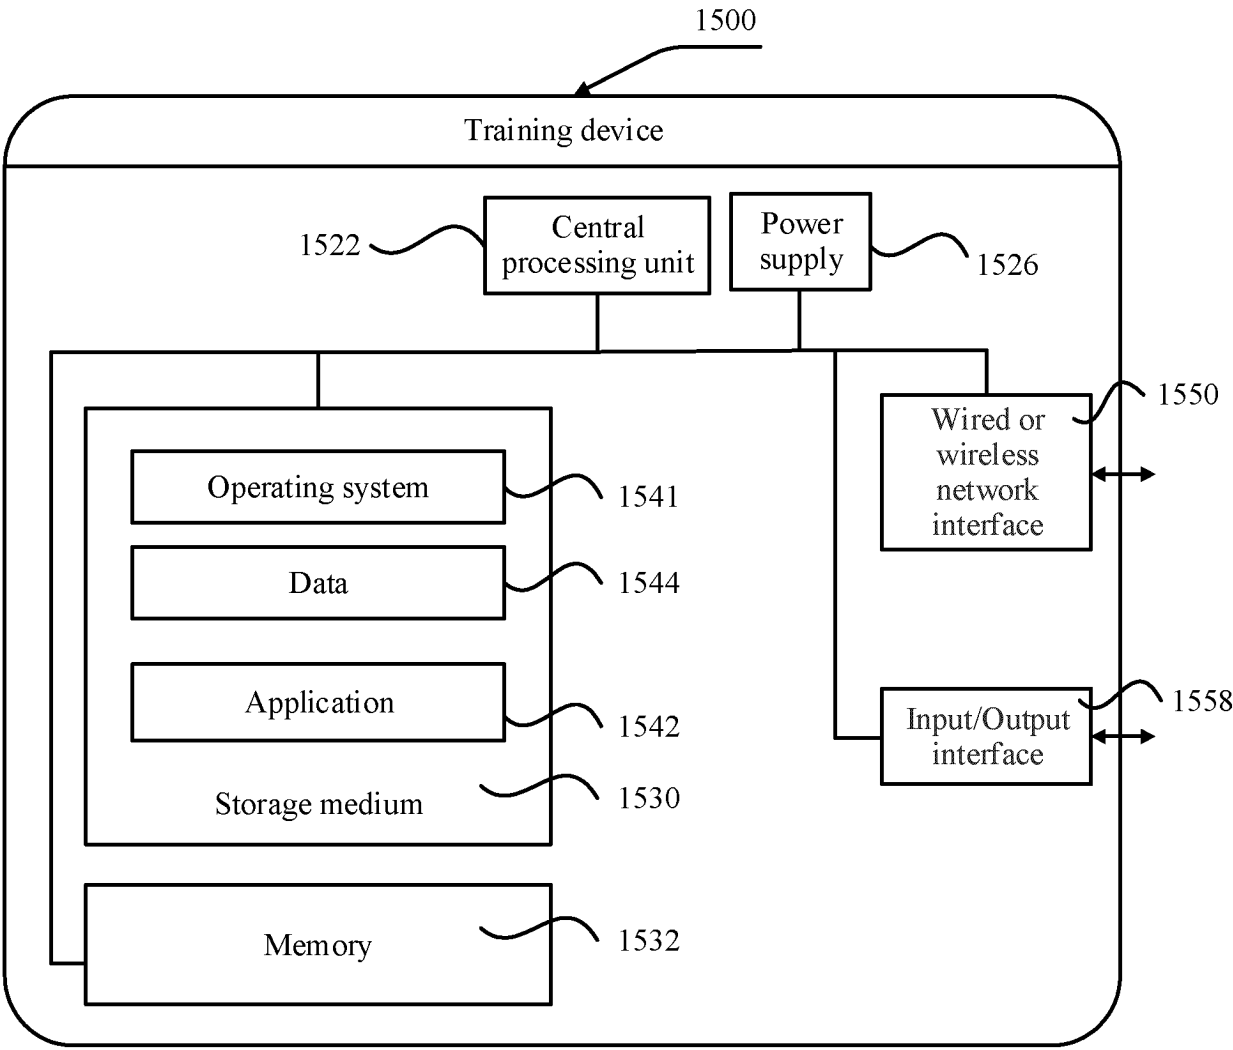 1500
Training device
1522
Central
processing unit
Power
supply
1526
1550
Wired or
wireless
network
interface
Operating system
1541
Data
1544
Application
1542
Storage medium
1530
1558
Input/Output
interface
Memory
1532